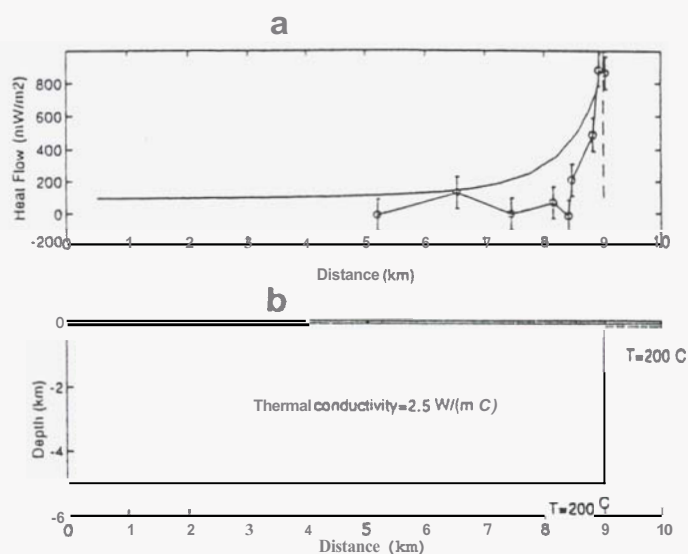 a
Heal Flow (mW/m2)
800
600
400
200
0
-200
0 1 2 3 4 5 6 7 8 9 10
Distance (km)
b
Depth (km)
0
-2
-4
-6
T=200 C
Thermal conductivity=2.5 W/(m C)
T=200 C
0 1 2 3 4 5 6 7 8 9 10
Distance (km)